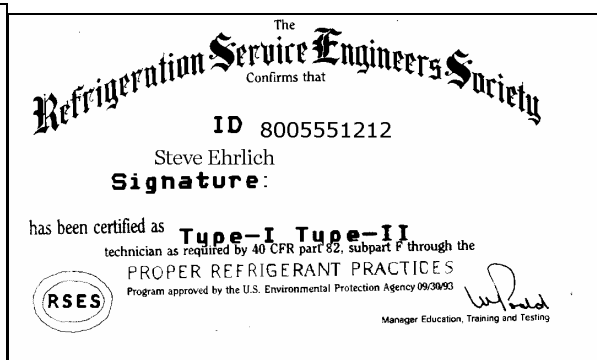 The
Refrigeration Service Engineers Society
Confirms that
ID 8005551212
Steve Ehrlich
Signature:
has been certified as Type-I Type-II
technician as required by 40 CFR part 82, subpart F through the
PROPER REFRIGERANT PRACTICES
Program approved by the U.S. Environmental Protection Agency 09/30/93
RSES
Manager Education, Training and Testing